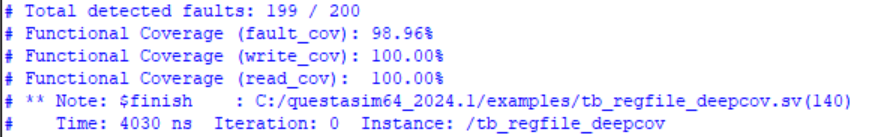 # Total detected faults: 199 / 200
# Functional Coverage (fault_cov): 98.96%
# Functional Coverage (write_cov): 100.00%
# Functional Coverage (read_cov):  100.00%
# ** Note: $finish    : C:/questasim64_2024.1/examples/tb_regfile_deepcov.sv(140)
#    Time: 4030 ns  Iteration: 0  Instance: /tb_regfile_deepcov